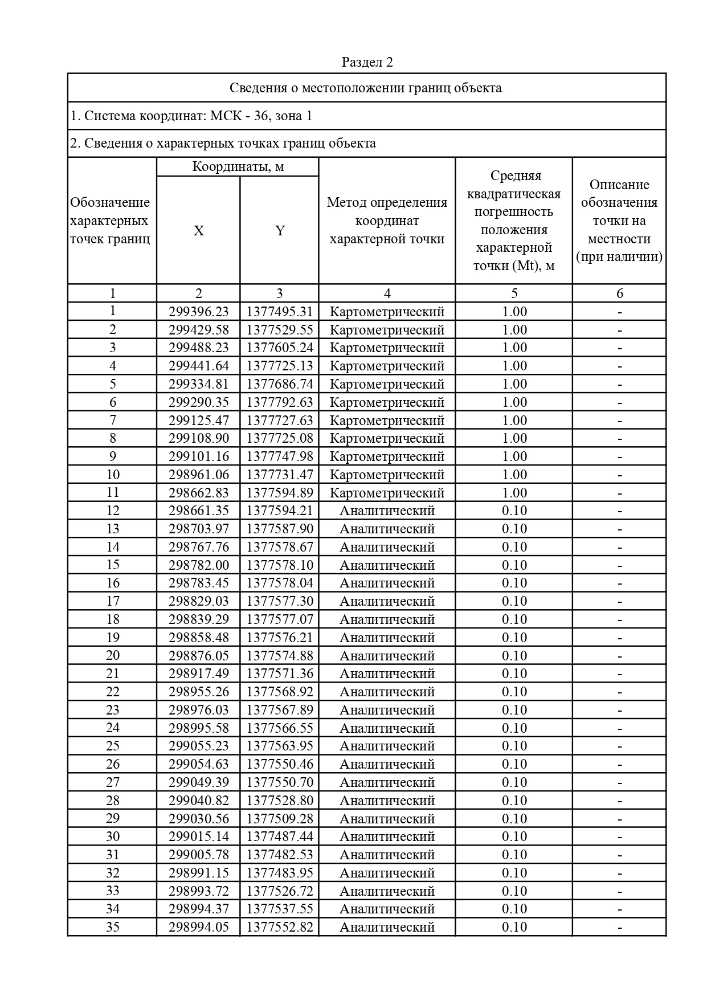 Раздел 2
Сведения о местоположении границ объекта
1. Система координат: МСК - 36, зона 1
2. Сведения о характерных точках границ объекта
Обозначение
характерных
точек границ
Координаты, м
X Y
Метод определения
координат
характерной точки
Средняя
квадратическая
погрешность
положения
характерной
точки (Mt), м
Описание
обозначения
точки на
местности
(при наличии)
1 2 3 4 5 6
1 299396.23 1377495.31 Картометрический 1.00 -
2 299429.58 1377529.55 Картометрический 1.00 -
3 299488.23 1377605.24 Картометрический 1.00 -
4 299441.64 1377725.13 Картометрический 1.00 -
5 299334.81 1377686.74 Картометрический 1.00 -
6 299290.35 1377792.63 Картометрический 1.00 -
7 299125.47 1377727.63 Картометрический 1.00 -
8 299108.90 1377725.08 Картометрический 1.00 -
9 299101.16 1377747.98 Картометрический 1.00 -
10 298961.06 1377731.47 Картометрический 1.00 -
11 298662.83 1377594.89 Картометрический 1.00 -
12 298661.35 1377594.21 Аналитический 0.10 -
13 298703.97 1377587.90 Аналитический 0.10 -
14 298767.76 1377578.67 Аналитический 0.10 -
15 298782.00 1377578.10 Аналитический 0.10 -
16 298783.45 1377578.04 Аналитический 0.10 -
17 298829.03 1377577.30 Аналитический 0.10 -
18 298839.29 1377577.07 Аналитический 0.10 -
19 298858.48 1377576.21 Аналитический 0.10 -
20 298876.05 1377574.88 Аналитический 0.10 -
21 298917.49 1377571.36 Аналитический 0.10 -
22 298955.26 1377568.92 Аналитический 0.10 -
23 298976.03 1377567.89 Аналитический 0.10 -
24 298995.58 1377566.55 Аналитический 0.10 -
25 299055.23 1377563.95 Аналитический 0.10 -
26 299054.63 1377550.46 Аналитический 0.10 -
27 299049.39 1377550.70 Аналитический 0.10 -
28 299040.82 1377528.80 Аналитический 0.10 -
29 299030.56 1377509.28 Аналитический 0.10 -
30 299015.14 1377487.44 Аналитический 0.10 -
31 299005.78 1377482.53 Аналитический 0.10 -
32 298991.15 1377483.95 Аналитический 0.10 -
33 298993.72 1377526.72 Аналитический 0.10 -
34 298994.37 1377537.55 Аналитический 0.10 -
35 298994.05 1377552.82 Аналитический 0.10 -